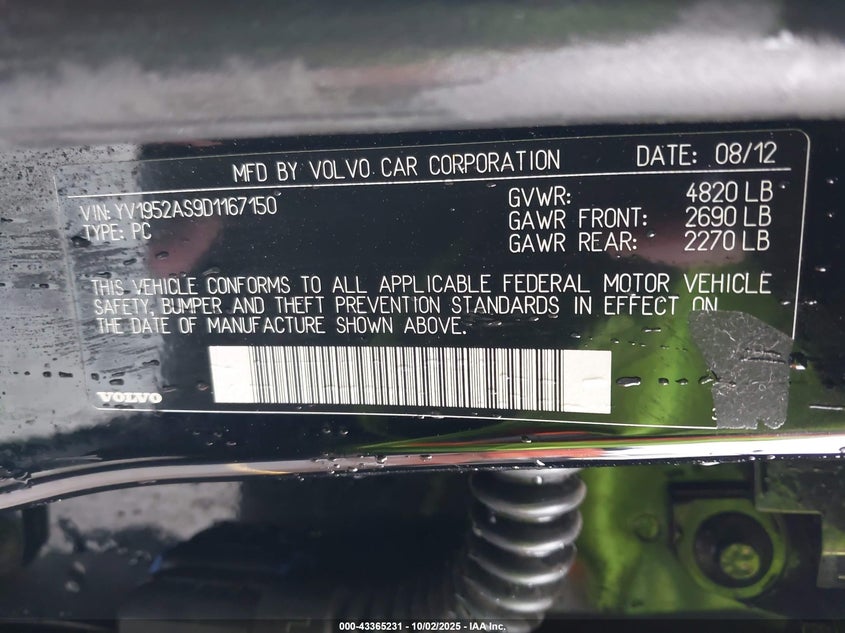 MFD BY VOLVO CAR CORPORATION DATE: 08/12
VIN: YV1952AS9D1167150 GVWR: 4820 LB
TYPE: PC GAWR FRONT: 2690 LB
GAWR REAR: 2270 LB
THIS VEHICLE CONFORMS TO ALL APPLICABLE FEDERAL MOTOR VEHICLE
SAFETY, BUMPER AND THEFT PREVENTION STANDARDS IN EFFECT ON
THE DATE OF MANUFACTURE SHOWN ABOVE.
VOLVO
000-43365231 - 10/02/2025 - IAA Inc.